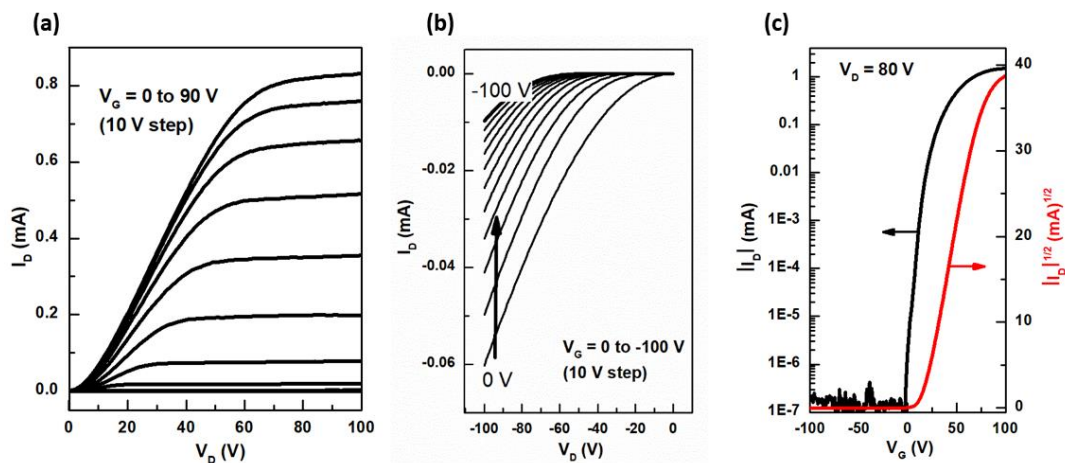 (a)
V_G = 0 to 90 V
(10 V step)
0.8
0.6
0.4
0.2
0.0
I_D (mA)
0 20 40 60 80 100
V_D (V)
(b)
0.00
-0.02
-0.04
-0.06
I_D (mA)
-100 V
0 V
V_G = 0 to -100 V
(10 V step)
-100 -80 -60 -40 -20 0
V_D (V)
(c)
V_D = 80 V
1
0.1
0.01
1E-3
1E-4
1E-5
1E-6
1E-7
|I_D| (mA)
40
30
20
10
0
|I_D|^1/2 (mA)^1/2
-100 -50 0 50 100
V_G (V)